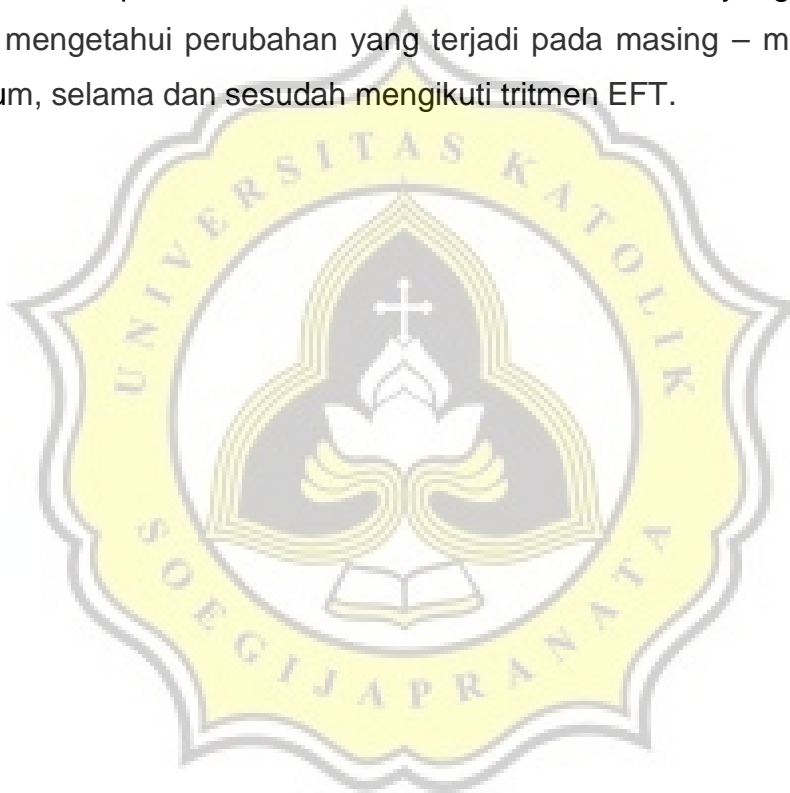 mengetahui perubahan yang terjadi pada masing – m
um, selama dan sesudah mengikuti tritmen EFT.
UNIVERSITAS KATOLIK
SOEGIJAPRANATA